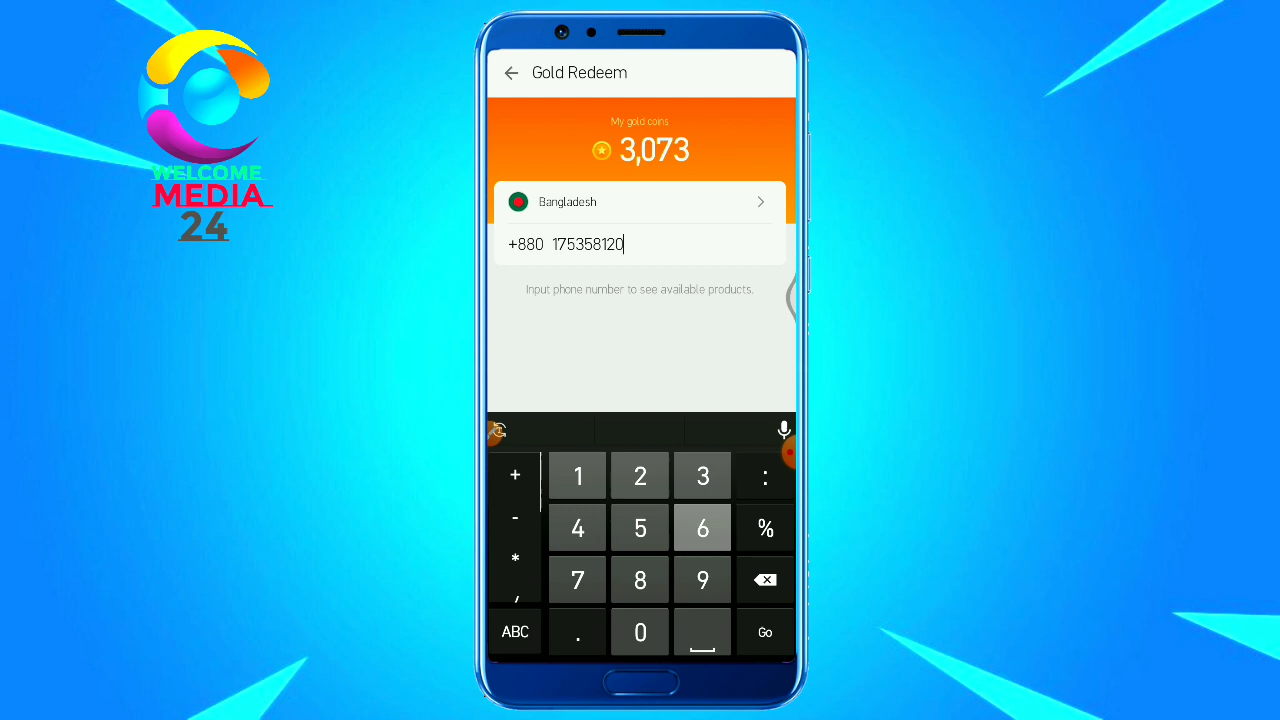 WELCOME
MEDIA
24
Gold Redeem
My gold coins
3,073
Bangladesh
+880 175358120
Input phone number to see available products.
+ 1 2 3 :
- 4 5 6 %
* 7 8 9
/
ABC . 0 Go